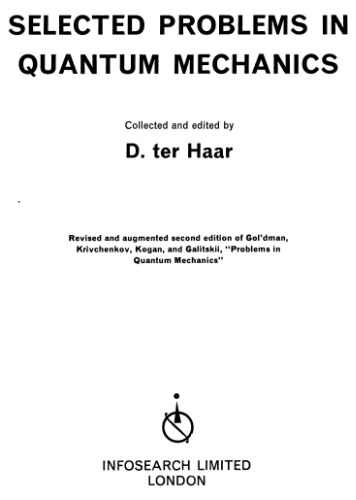 SELECTED PROBLEMS IN
QUANTUM MECHANICS
Collected and edited by
D. ter Haar
Revised and augmented second edition of Gol'dman,
Krivchenkov, Kogan, and Galitskii, "Problems in
Quantum Mechanics"
INFOSEARCH LIMITED
LONDON